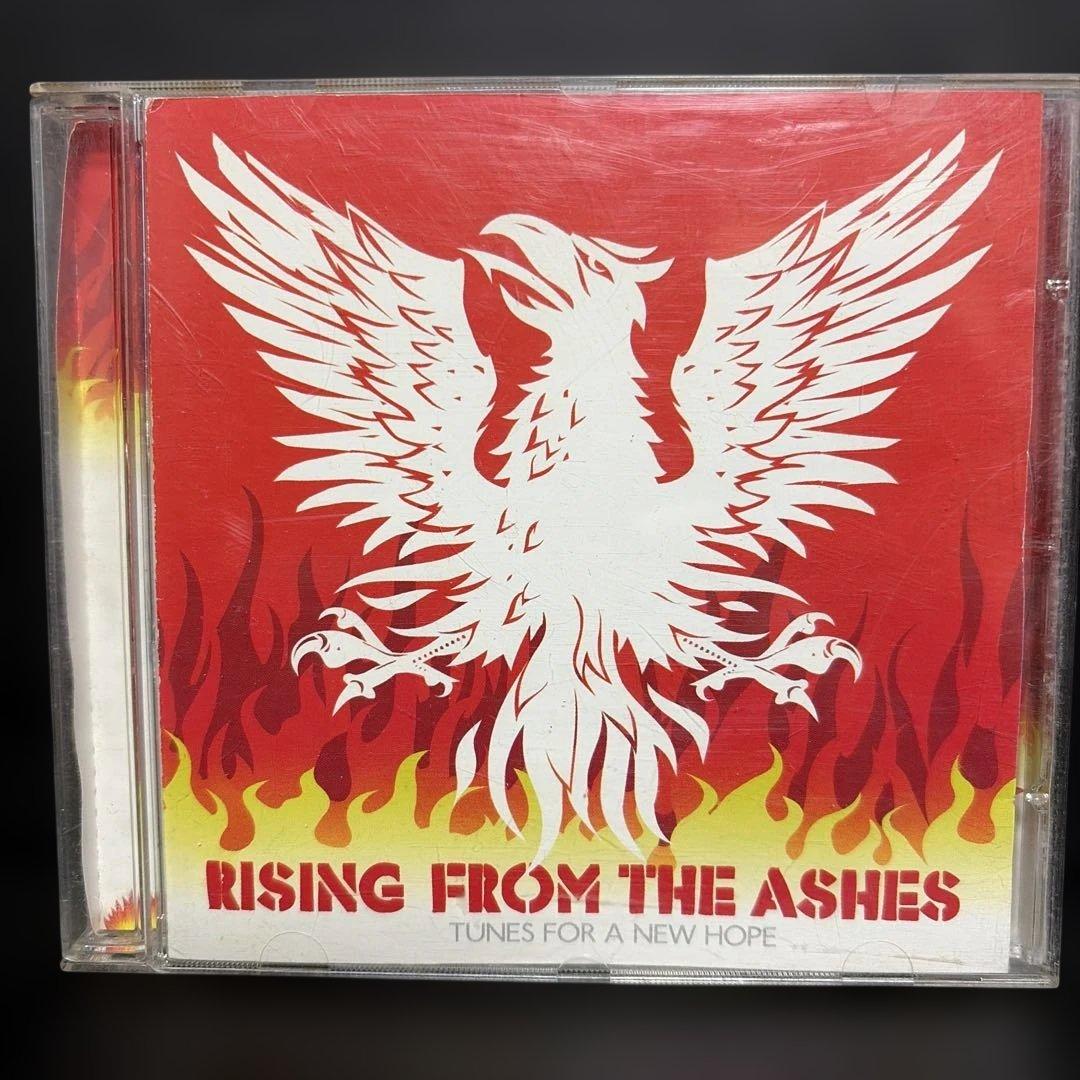 RISING FROM THE ASHES
TUNES FOR A NEW HOPE